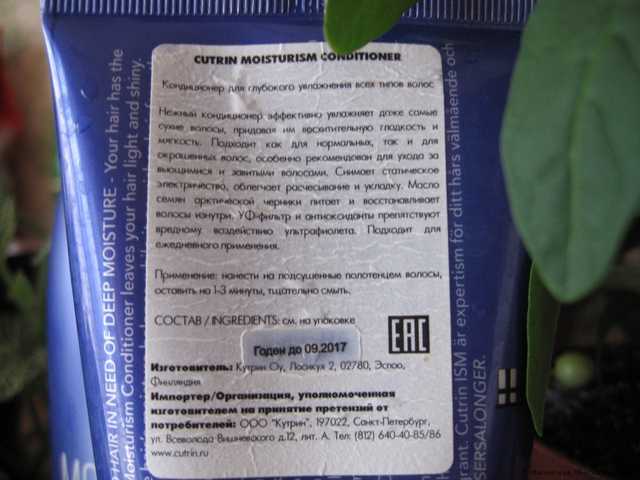 CUTRIN MOISTURISM CONDITIONER
Кондиционер для глубокого увлажнения всех типов волос
Нежный кондиционер эффективно увлажняет даже самые
сухие волосы, придавая им восхитительную гладкость и
мягкость. Подходит как для нормальных, так и для
окрашенных волос, особенно рекомендован для ухода за
вьющимися и завитыми волосами. Снимает статическое
электричество, облегчает расчесывание и укладку. Масло
семян арктической черники питает и восстанавливает
волосы изнутри. УФ-фильтр и антиоксиданты препятствуют
вредному воздействию ультрафиолета. Подходит для
ежедневного применения.
Применение: нанести на подсушенные полотенцем волосы,
оставить на 1-3 минуты, тщательно смыть.
СОСТАВ / INGREDIENTS: см. на упаковке
EAC
Годен до 09.2017
Изготовитель: Кутрин Оу, 2, 02780, Эспоо,
Финляндия
Импортер/Организация, уполномоченная
изготовителем на принятие претензий от
потребителей: ООО "Кутрин", 197022, Санкт-Петербург,
ул. Всеволода Вишневского д.12, лит. А. Тел: (812) 640-40-85/86
www.cutrin.ru
HAIR IN NEED OF DEEP MOISTURE - Your hair has the
Moisturism Conditioner leaves your hair light and shiny.
expertism för ditt hårs välmående och
Cutrin ISM är